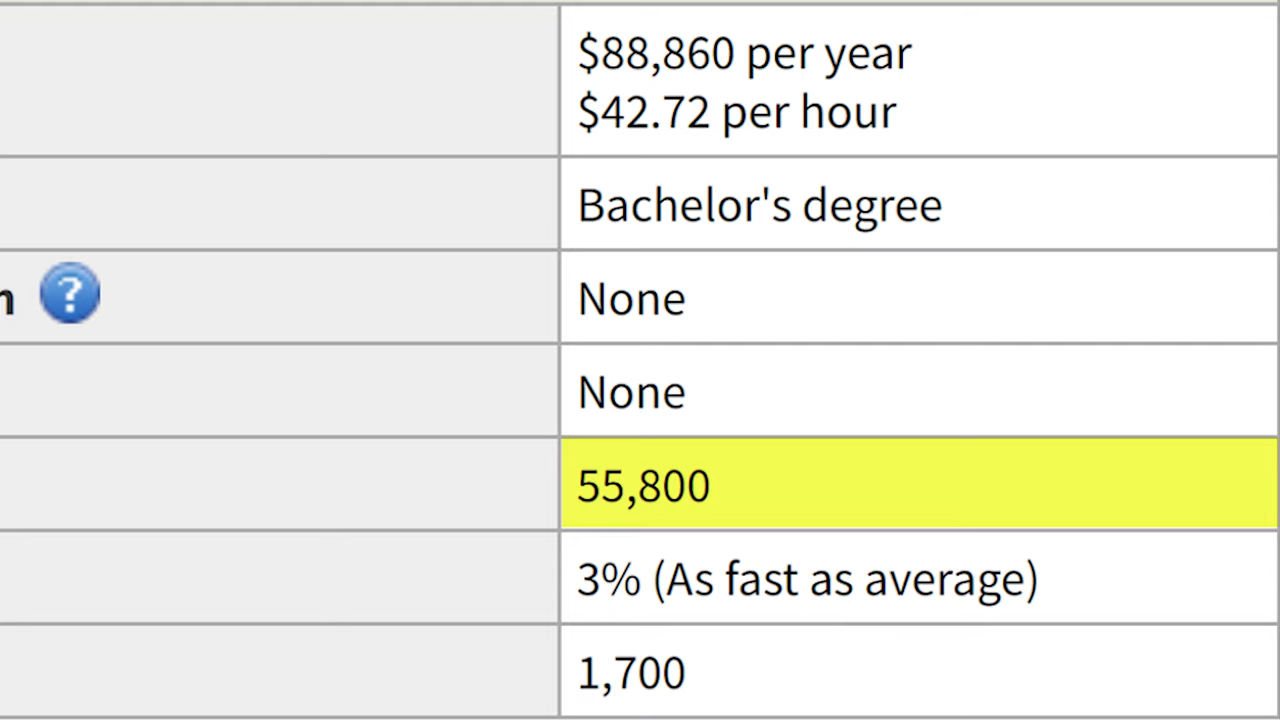 $88,860 per year
$42.72 per hour
Bachelor's degree
n ?
None
None
55,800
3% (As fast as average)
1,700